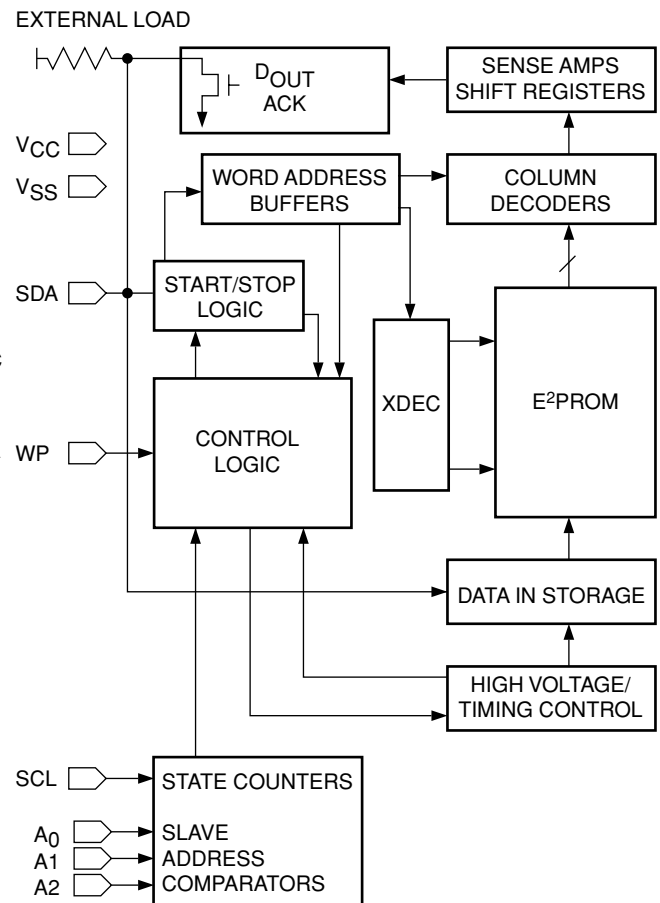 EXTERNAL LOAD
DOUT
ACK
SENSE AMPS
SHIFT REGISTERS
VCC
VSS
WORD ADDRESS
BUFFERS
COLUMN
DECODERS
SDA
START/STOP
LOGIC
XDEC
E²PROM
WP
CONTROL
LOGIC
DATA IN STORAGE
HIGH VOLTAGE/
TIMING CONTROL
SCL
STATE COUNTERS
A0
SLAVE
A1
ADDRESS
A2
COMPARATORS